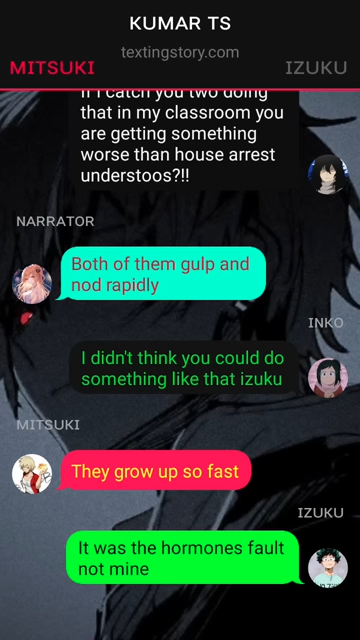 KUMAR TS
textingstory.com
MITSUKI
IZUKU
If I catch you two doing
that in my classroom you
are getting something
worse than house arrest
understoos?!!
NARRATOR
Both of them gulp and
nod rapidly
INKO
I didn't think you could do
something like that izuku
MITSUKI
They grow up so fast
IZUKU
It was the hormones fault
not mine